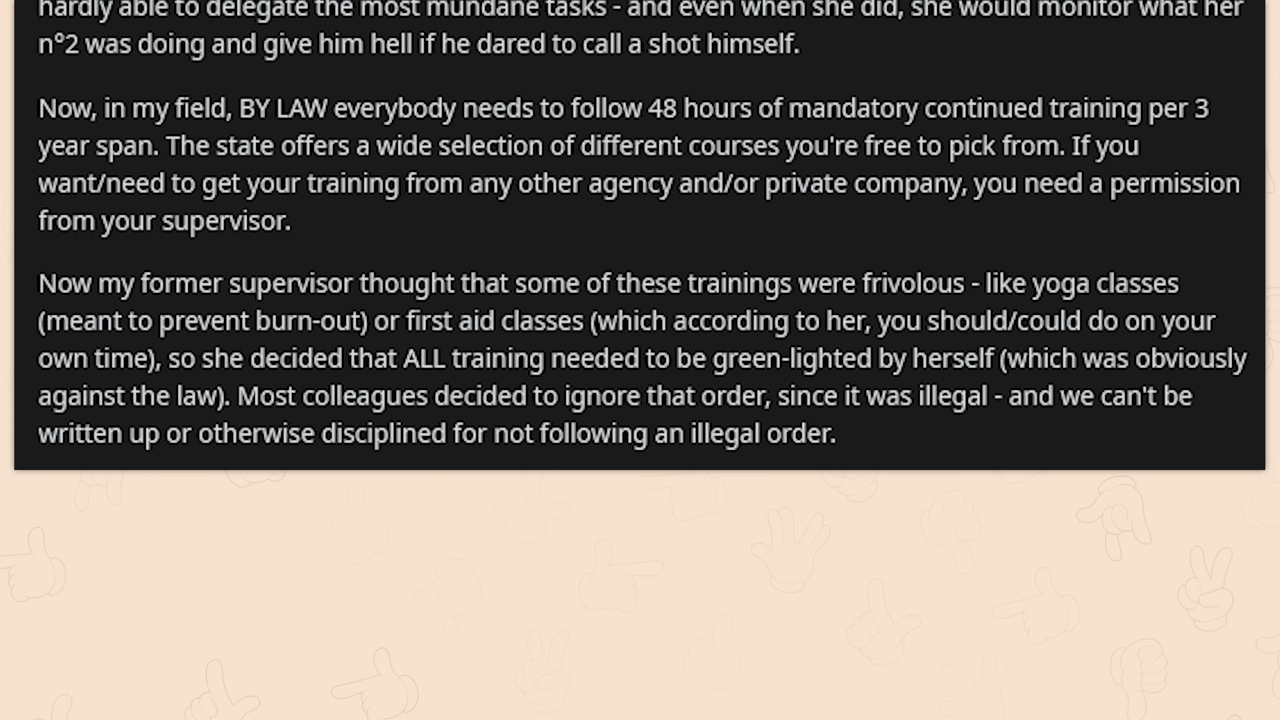 hardly able to delegate the most mundane tasks - and even when she did, she would monitor what her
n°2 was doing and give him hell if he dared to call a shot himself.
Now, in my field, BY LAW everybody needs to follow 48 hours of mandatory continued training per 3
year span. The state offers a wide selection of different courses you're free to pick from. If you
want/need to get your training from any other agency and/or private company, you need a permission
from your supervisor.
Now my former supervisor thought that some of these trainings were frivolous - like yoga classes
(meant to prevent burn-out) or first aid classes (which according to her, you should/could do on your
own time), so she decided that ALL training needed to be green-lighted by herself (which was obviously
against the law). Most colleagues decided to ignore that order, since it was illegal - and we can't be
written up or otherwise disciplined for not following an illegal order.